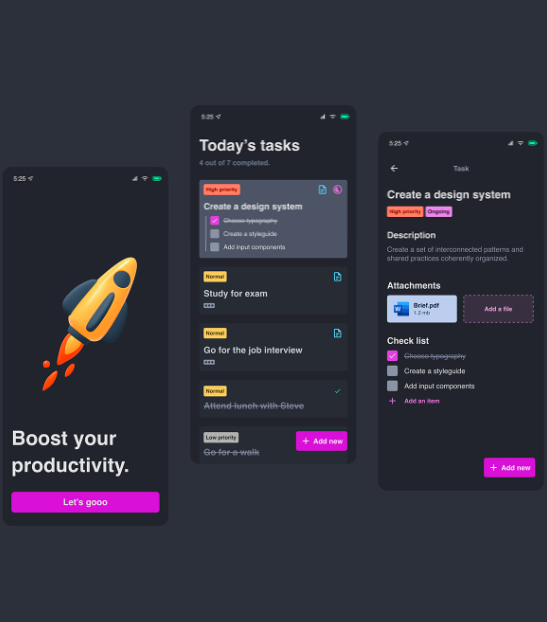 5:25
Boost your
productivity.
Let's gooo
5:25
Today's tasks
4 out of 7 completed.
High priority
Create a design system
Choose typography
Create a styleguide
Add input components
Normal
Study for exam
Normal
Go for the job interview
Normal
Attend lunch with Steve
Low priority
Go for a walk
Add new
5:25
Task
Create a design system
High priority Ongoing
Description
Create a set of interconnected patterns and
shared practices coherently organized.
Attachments
W Brief.pdf
1.2 mb
Add a file
Check list
Choose typography
Create a styleguide
Add input components
Add an item
Add new